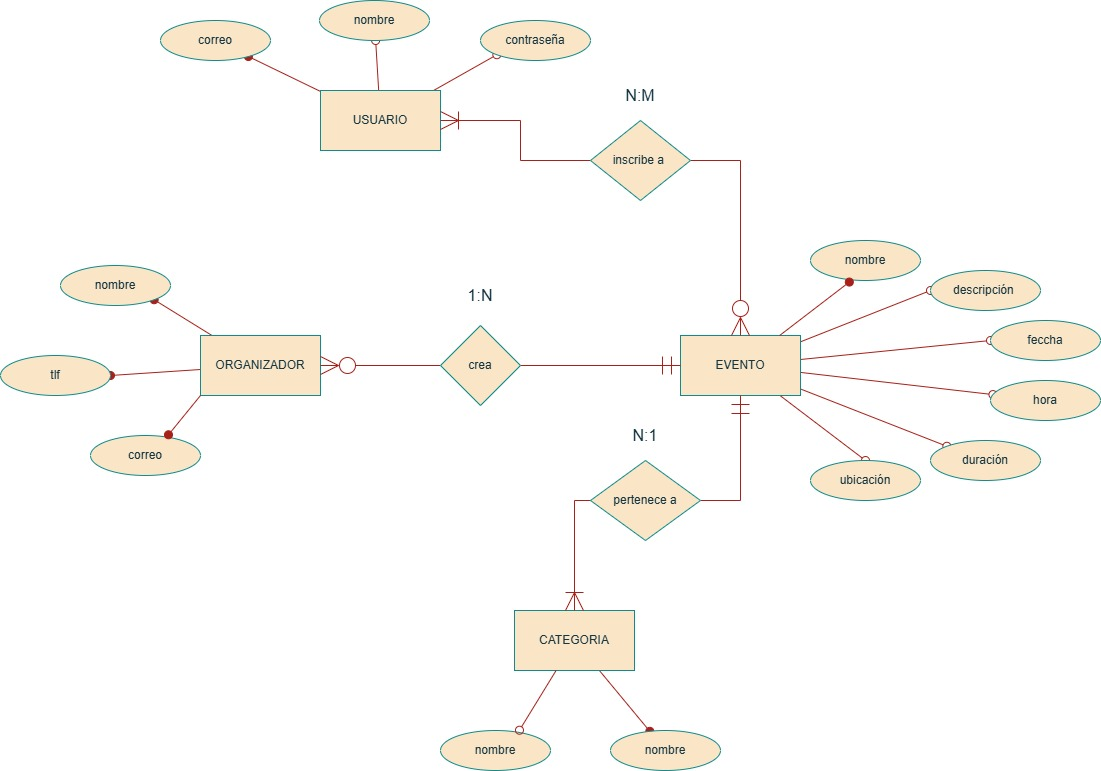 nombre
correo
contraseña
USUARIO
N:M
inscribe a
nombre
descripción
feccha
hora
duración
ubicación
EVENTO
1:N
crea
nombre
tlf
correo
ORGANIZADOR
N:1
pertenece a
CATEGORIA
nombre
nombre